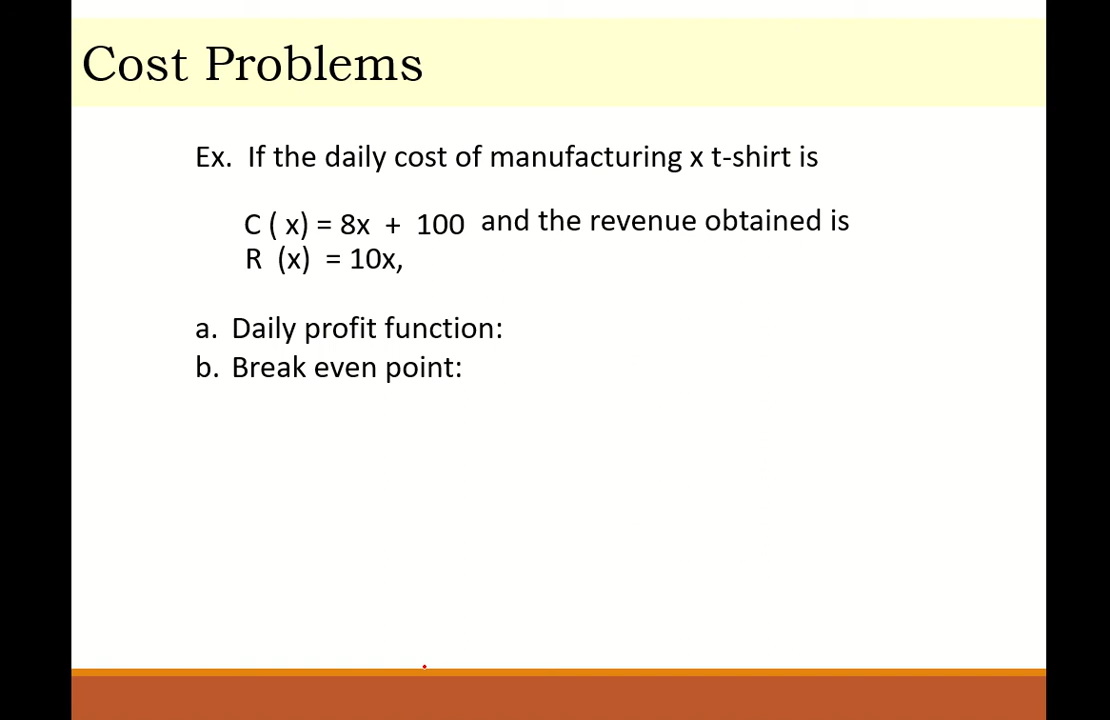 Cost Problems
Ex. If the daily cost of manufacturing x t-shirt is
C ( x) = 8x + 100 and the revenue obtained is
R (x) = 10x,
a. Daily profit function:
b. Break even point: